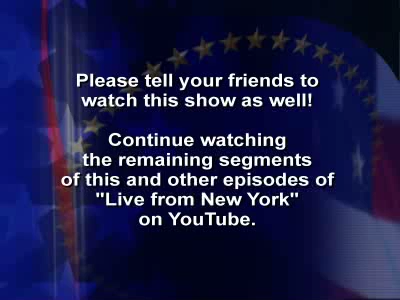 Please tell your friends to
watch this show as well!
Continue watching
the remaining segments
of this and other episodes of
"Live from New York"
on YouTube.